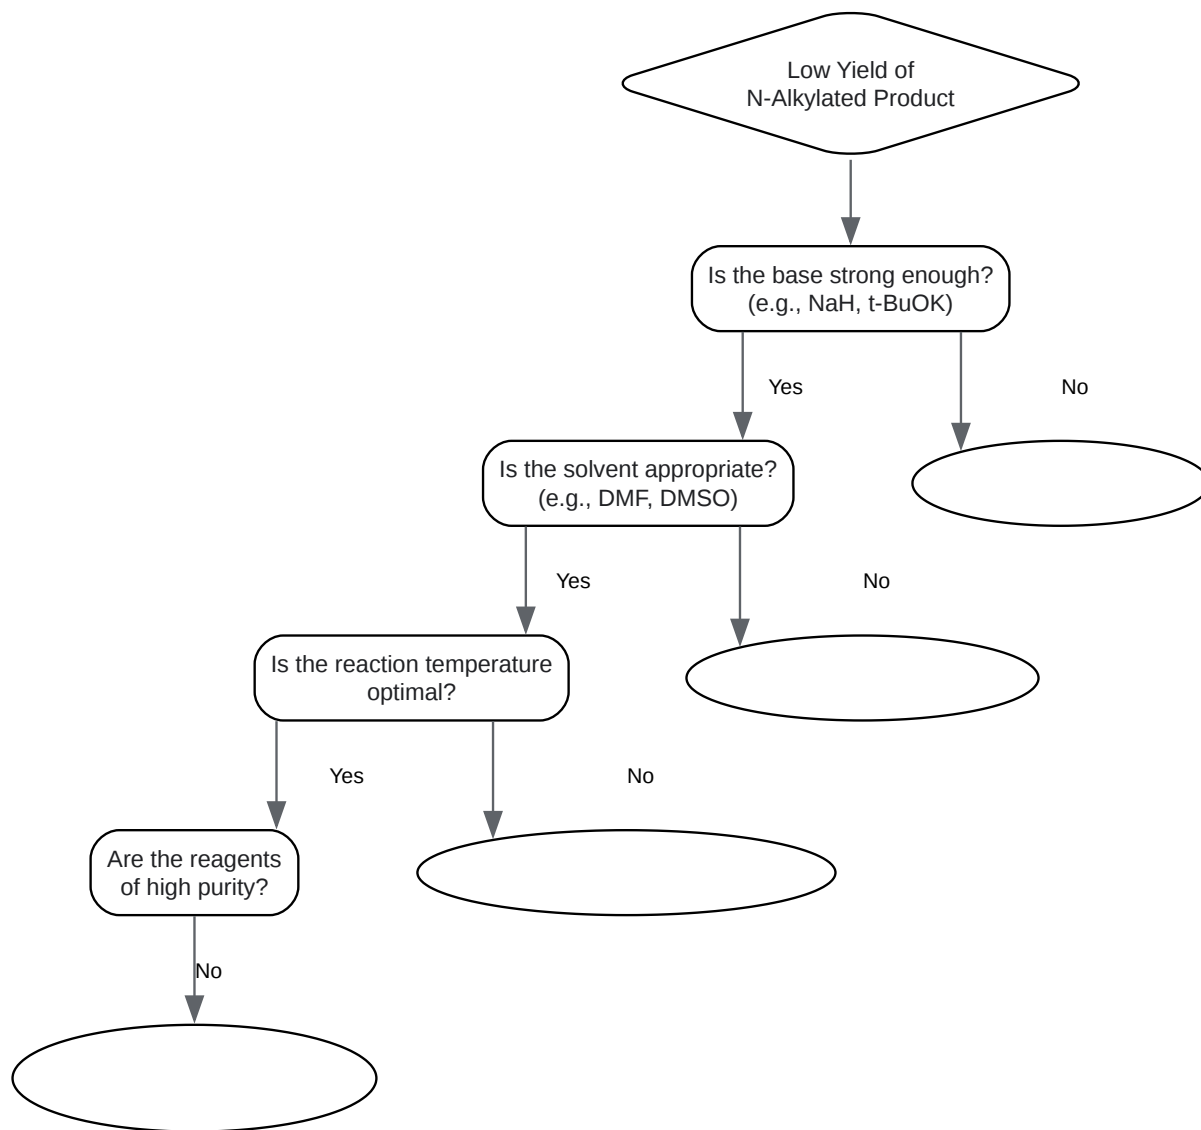 Low Yield of
N-Alkylated Product
Is the base strong enough?
(e.g., NaH, t-BuOK)
Yes
No
Is the solvent appropriate?
(e.g., DMF, DMSO)
Yes
No
Is the reaction temperature
optimal?
Yes
No
Are the reagents
of high purity?
No